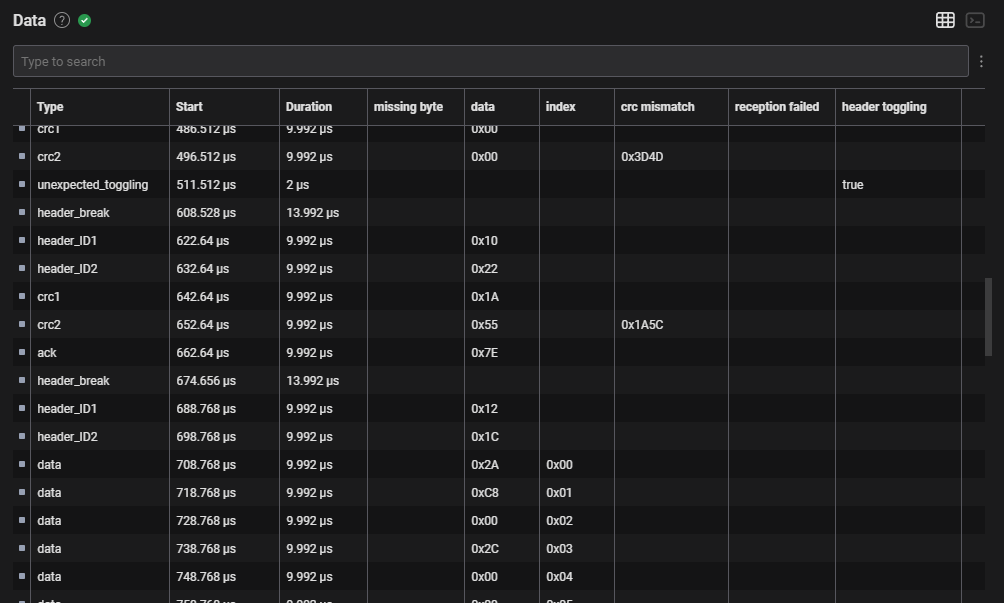 Data ?
Type to search
Type Start Duration missing byte data index crc mismatch reception failed header toggling
crc1 486.512 μs 9.992 μs 0x00
crc2 496.512 μs 9.992 μs 0x00 0x3D4D
unexpected_toggling 511.512 μs 2 μs true
header_break 608.528 μs 13.992 μs
header_ID1 622.64 μs 9.992 μs 0x10
header_ID2 632.64 μs 9.992 μs 0x22
crc1 642.64 μs 9.992 μs 0x1A
crc2 652.64 μs 9.992 μs 0x55 0x1A5C
ack 662.64 μs 9.992 μs 0x7E
header_break 674.656 μs 13.992 μs
header_ID1 688.768 μs 9.992 μs 0x12
header_ID2 698.768 μs 9.992 μs 0x1C
data 708.768 μs 9.992 μs 0x2A 0x00
data 718.768 μs 9.992 μs 0xC8 0x01
data 728.768 μs 9.992 μs 0x00 0x02
data 738.768 μs 9.992 μs 0x2C 0x03
data 748.768 μs 9.992 μs 0x00 0x04